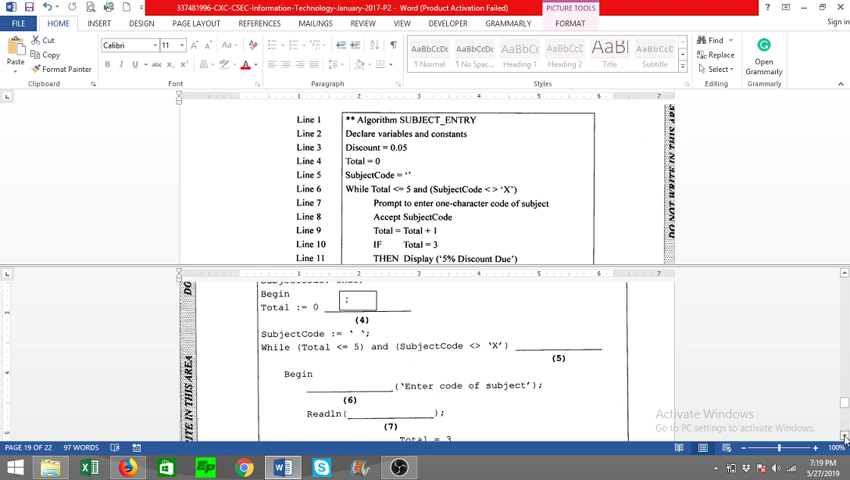 337481996-CXC-CSEC-Information-Technology-January-2017-P2 - Word (Product Activation Failed)
PICTURE TOOLS
Sign in
FILE HOME INSERT DESIGN PAGE LAYOUT REFERENCES MAILINGS REVIEW VIEW DEVELOPER GRAMMARLY FORMAT
Paste
Cut
Copy
Format Painter
Clipboard
Calibri 11
Font
Paragraph
AaBbCcDc AaBbCcDc AaBbC AaBbCcC AaBl AaBbCcC
¶ Normal ¶ No Spac... Heading 1 Heading 2 Title Subtitle
Styles
Find
Replace
Select
Editing
Open Grammarly
Grammarly
Line 1 ** Algorithm SUBJECT_ENTRY
Line 2 Declare variables and constants
Line 3 Discount = 0.05
Line 4 Total = 0
Line 5 SubjectCode = ‘’
Line 6 While Total <= 5 and (SubjectCode < > ‘X’)
Line 7 Prompt to enter one-character code of subject
Line 8 Accept SubjectCode
Line 9 Total = Total + 1
Line 10 IF Total = 3
Line 11 THEN Display (‘5% Discount Due’)
DO NOT WRITE IN THIS AREA
DO
Begin
Total := 0 ;
(4)
SubjectCode := ‘ ‘;
While (Total <= 5) and (SubjectCode <> ‘X’)
(5)
Begin
(‘Enter code of subject’);
(6)
Readln( );
(7)
Total = 3
TE IN THIS AREA
Activate Windows
Go to PC settings to activate Windows.
PAGE 19 OF 22 97 WORDS 100%
7:19 PM
5/27/2019